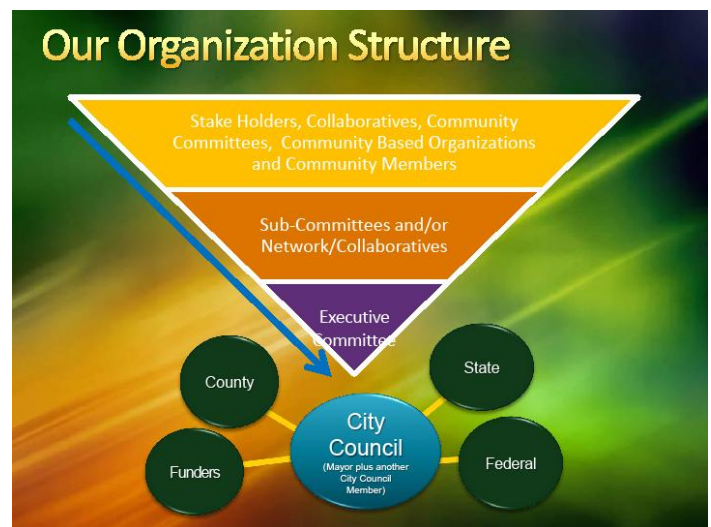 Our Organization Structure
Stake Holders, Collaboratives, Community
Committees, Community Based Organizations
and Community Members
Sub-Committees and/or
Network/Collaboratives
Executive
Committee
County
State
City
Council
(Mayor plus another
City Council
Member)
Funders
Federal